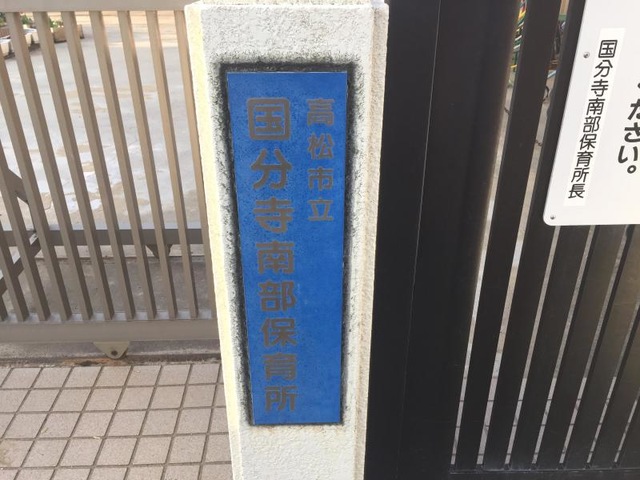 高松市立
国分寺南部保育所
ください。
国分寺南部保育所長